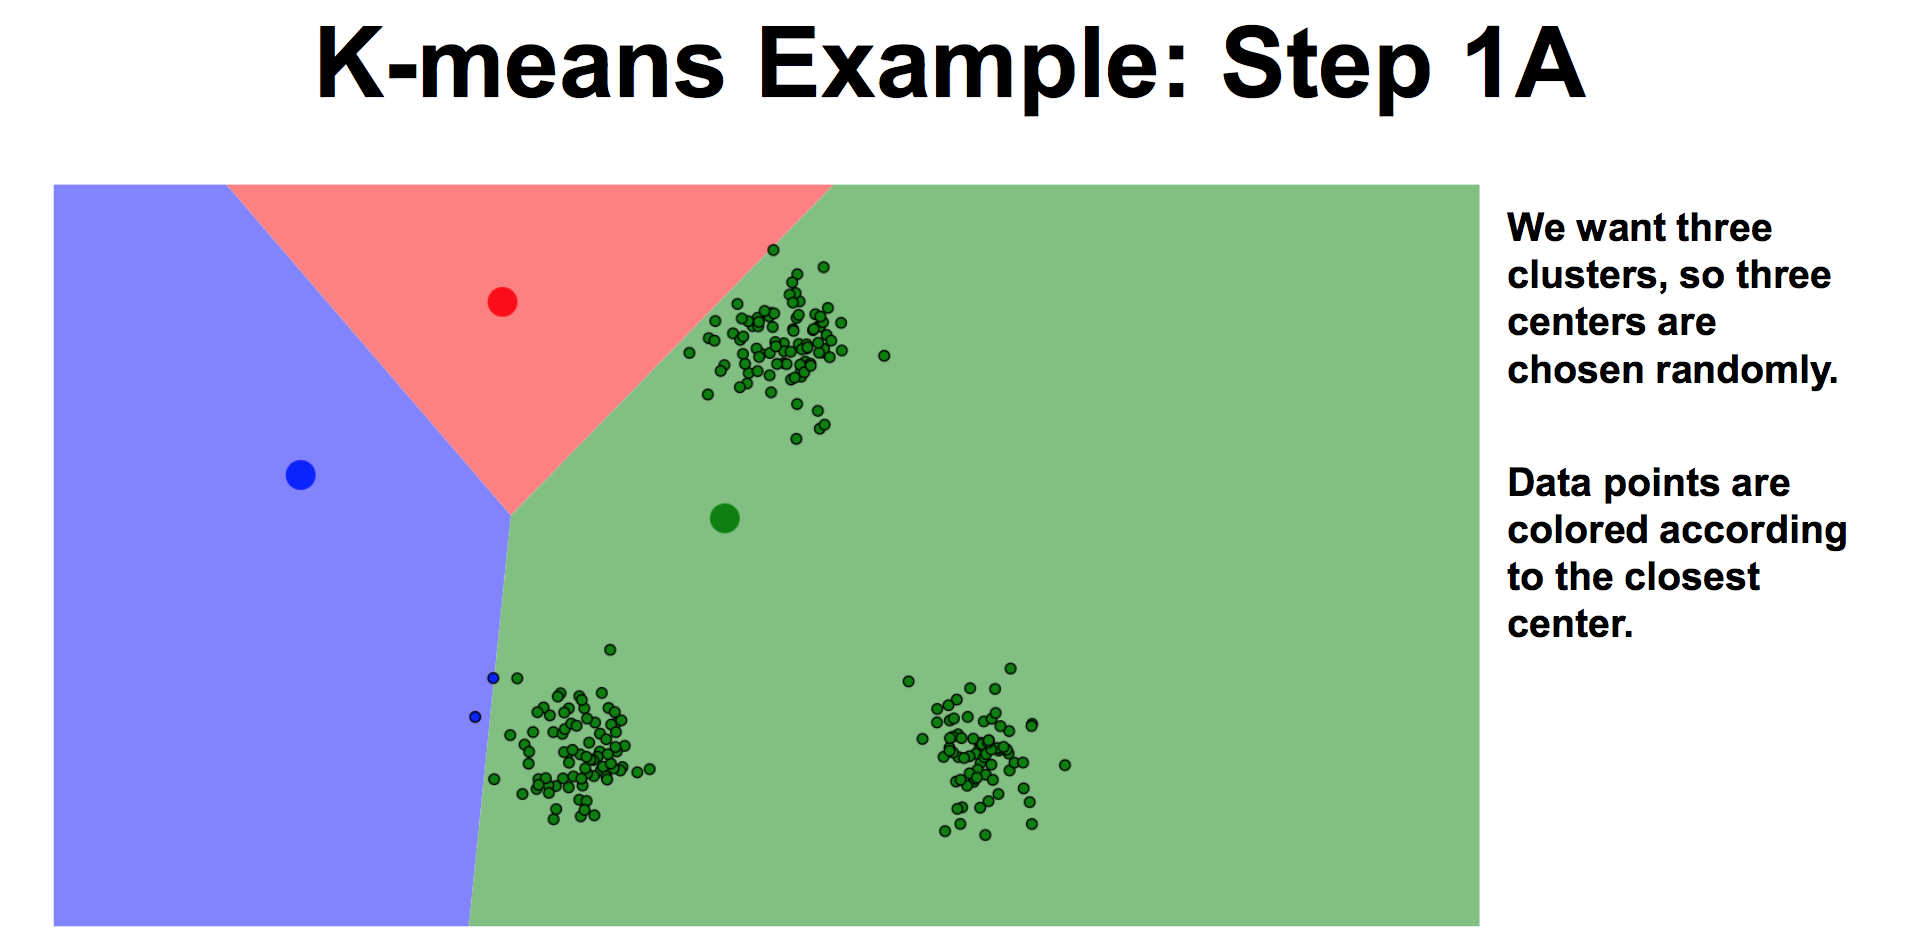 K-means Example: Step 1A
We want three
clusters, so three
centers are
chosen randomly.
Data points are
colored according
to the closest
center.